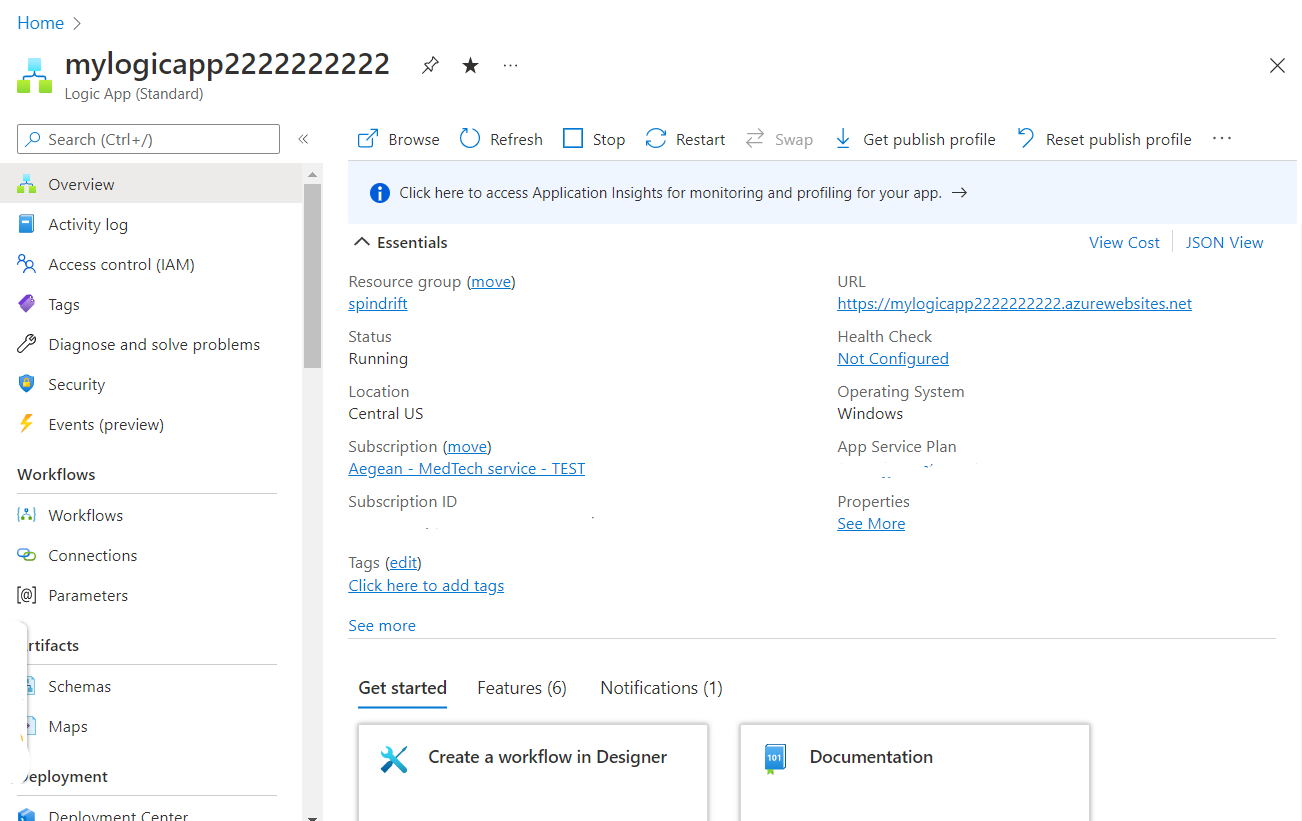 Home
mylogicapp2222222222
Logic App (Standard)
Search (Ctrl+/)
Browse Refresh Stop Restart Swap Get publish profile Reset publish profile
Overview
Activity log
Access control (IAM)
Tags
Diagnose and solve problems
Security
Events (preview)
Workflows
Workflows
Connections
Parameters
rtifacts
Schemas
Maps
eployment
Deployment Center
Click here to access Application Insights for monitoring and profiling for your app. →
Essentials
View Cost JSON View
Resource group (move)
spindrift
Status
Running
Location
Central US
Subscription (move)
Aegean - MedTech service - TEST
Subscription ID
URL
https://mylogicapp2222222222.azurewebsites.net
Health Check
Not Configured
Operating System
Windows
App Service Plan
Properties
See More
Tags (edit)
Click here to add tags
See more
Get started Features (6) Notifications (1)
Create a workflow in Designer
101
Documentation